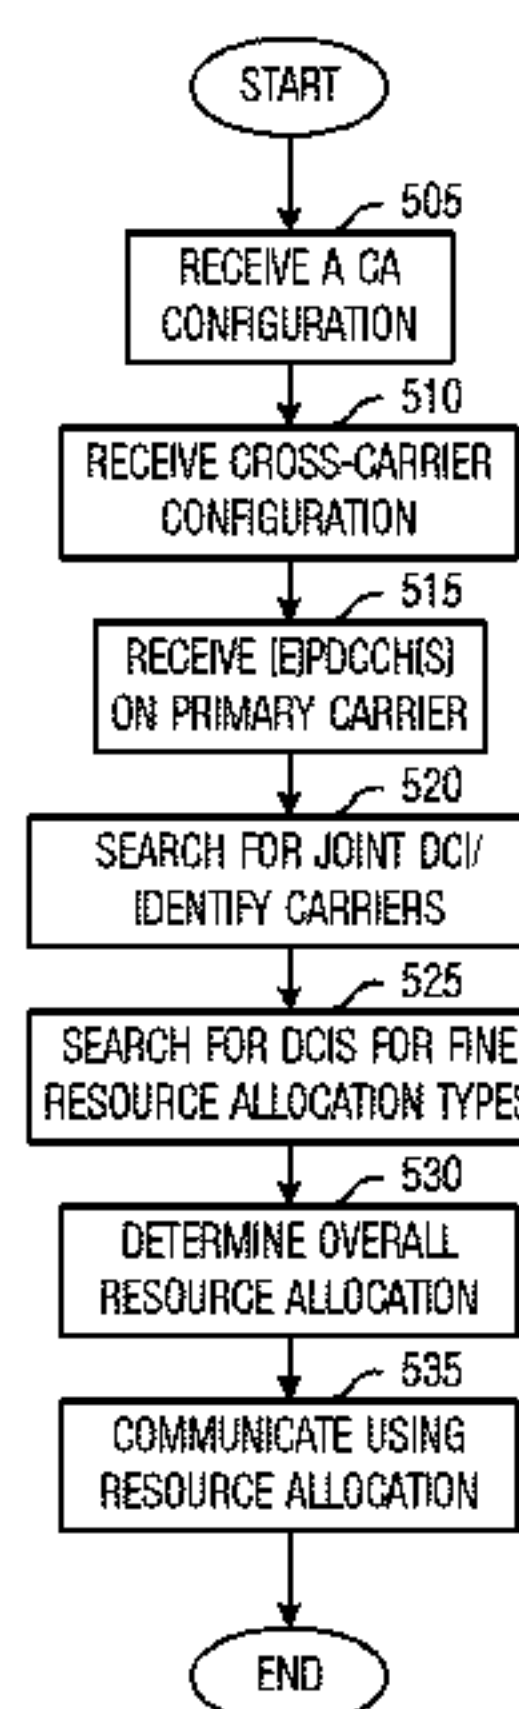 START
505
RECEIVE A CA
CONFIGURATION
510
RECEIVE CROSS-CARRIER
CONFIGURATION
515
RECEIVE (E)PDCCH(S)
ON PRIMARY CARRIER
520
SEARCH FOR JOINT DCI/
IDENTIFY CARRIERS
525
SEARCH FOR DCIS FOR FINE
RESOURCE ALLOCATION TYPES
530
DETERMINE OVERALL
RESOURCE ALLOCATION
535
COMMUNICATE USING
RESOURCE ALLOCATION
END